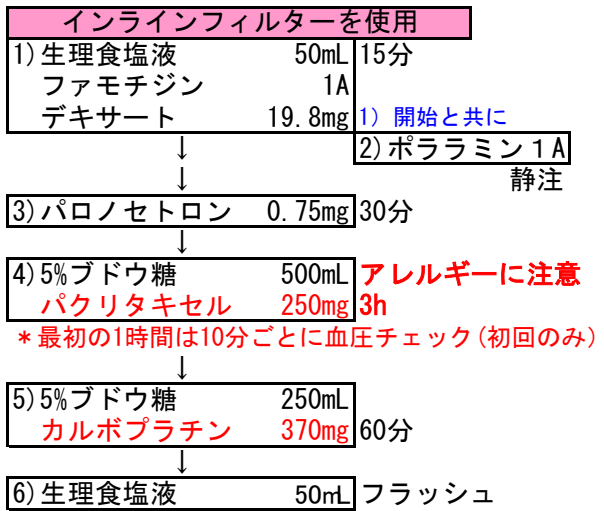 インラインフィルターを使用
1)生理食塩液 50mL 15分
ファモチジン 1A
デキサート 19.8mg 1) 開始と共に
↓ 2)ポララミン１A
↓ 静注
3)パロノセトロン 0.75mg 30分
↓
4)5%ブドウ糖 500mL アレルギーに注意
パクリタキセル 250mg 3h
＊最初の1時間は10分ごとに血圧チェック(初回のみ)
↓
5)5%ブドウ糖 250mL
カルボプラチン 370mg 60分
↓
6)生理食塩液 50mL フラッシュ